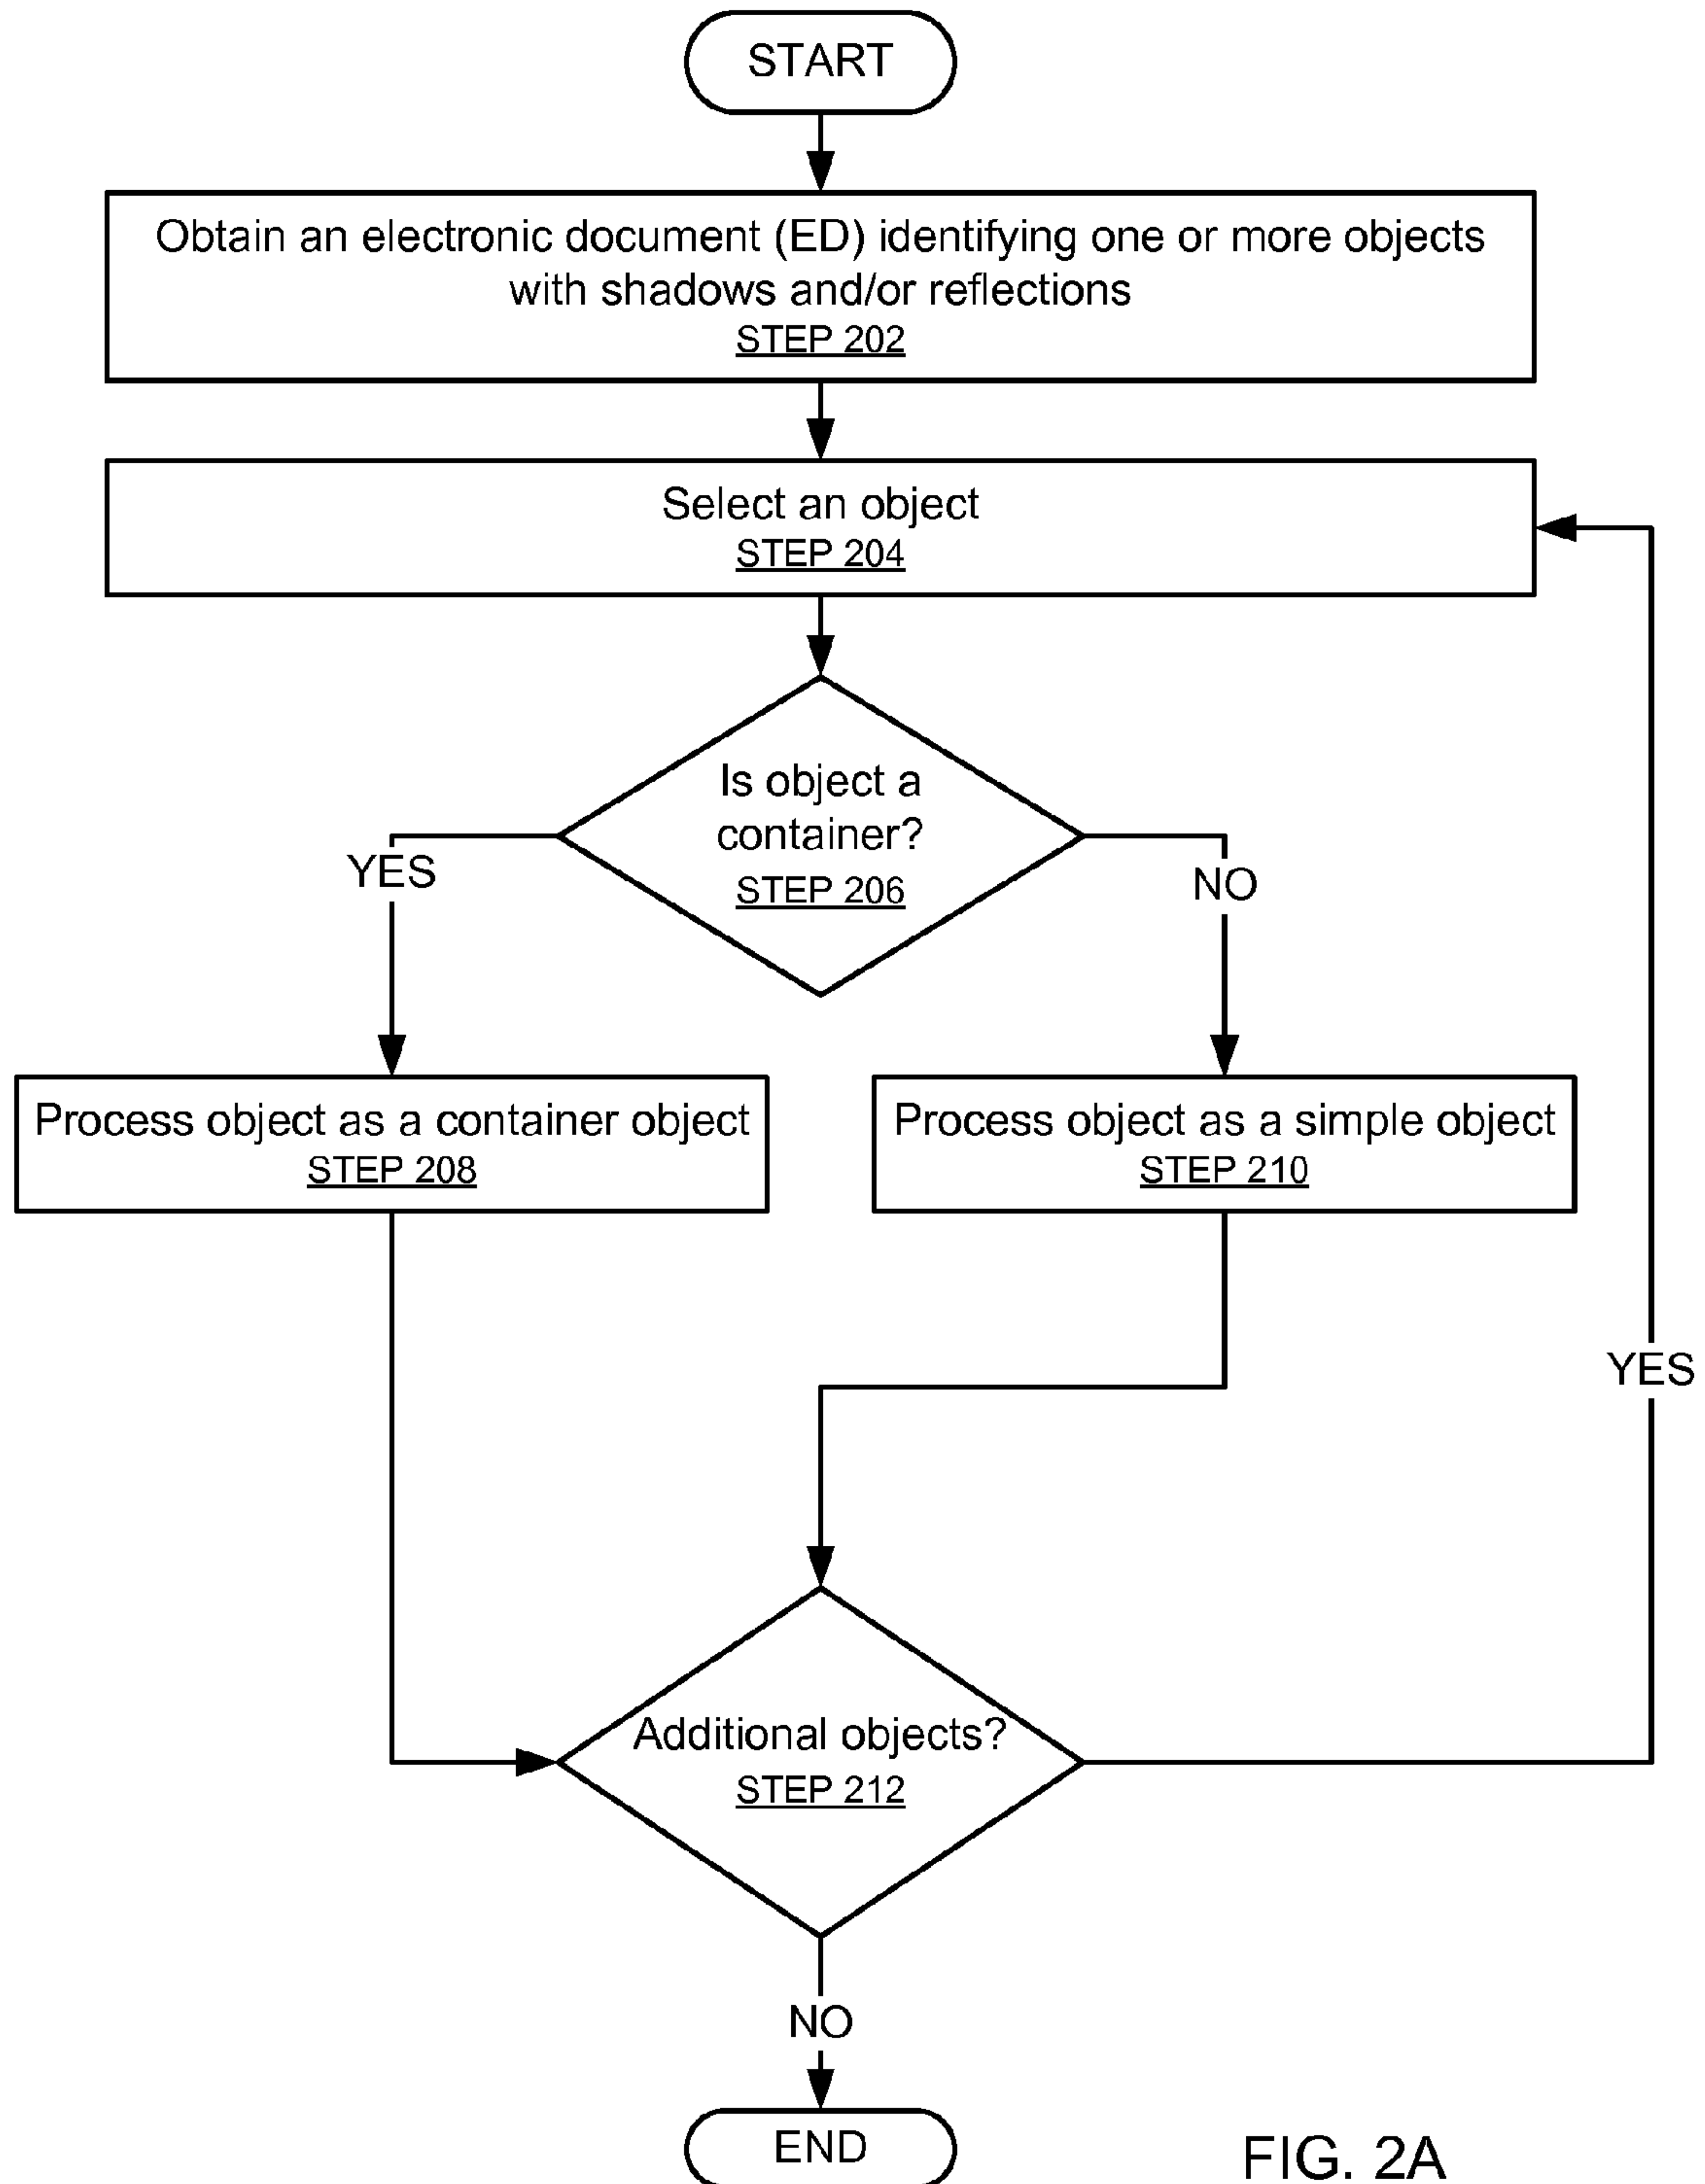 START
Obtain an electronic document (ED) identifying one or more objects
with shadows and/or reflections
STEP 202
Select an object
STEP 204
Is object a
container?
STEP 206
YES
NO
Process object as a container object
STEP 208
Process object as a simple object
STEP 210
YES
Additional objects?
STEP 212
NO
END
FIG. 2A